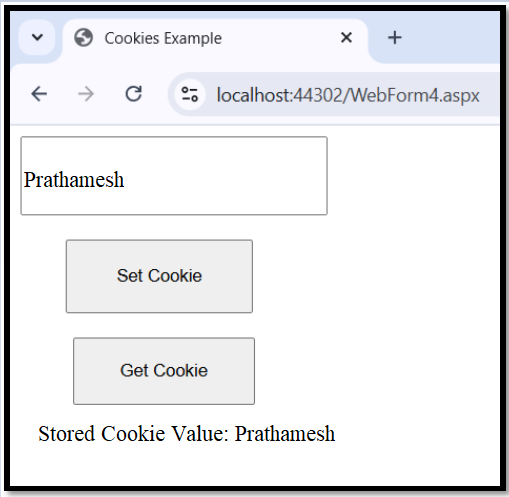 Cookies Example
localhost:44302/WebForm4.aspx
Prathamesh
Set Cookie
Get Cookie
Stored Cookie Value: Prathamesh